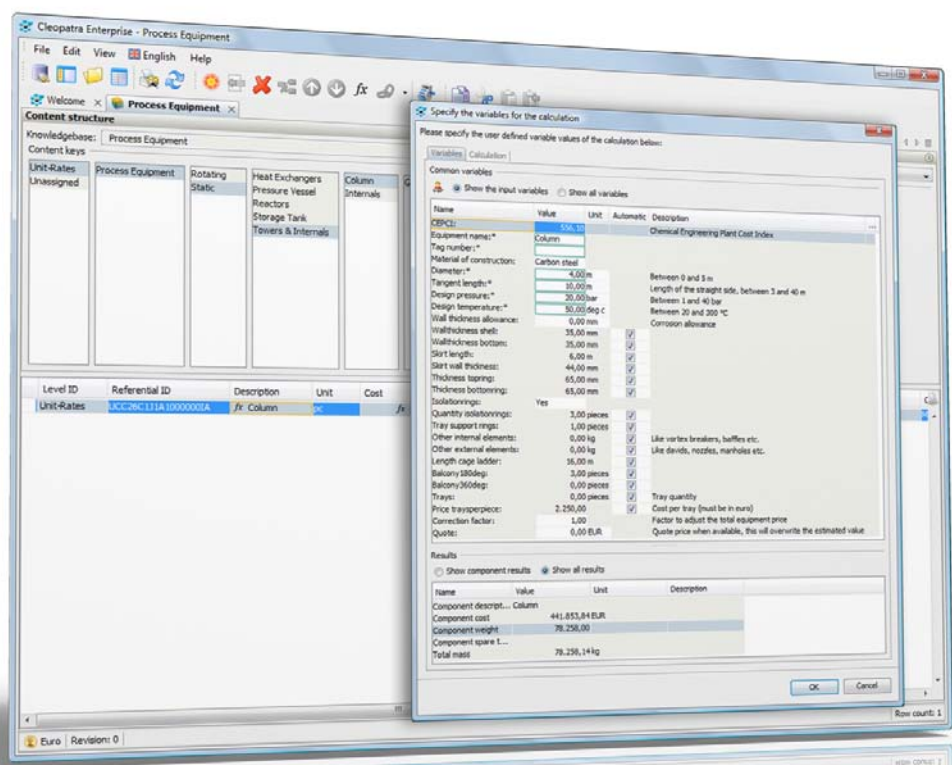 Cleopatra Enterprise - Process Equipment
File Edit View English Help
Welcome Process Equipment
Content structure
Knowledgebase: Process Equipment
Content keys
Unit-Rates Process Equipment Rotating Heat Exchangers Column
Unassigned Static Pressure Vessel Internals
Reactors
Storage Tank
Towers & Internals
Level ID Referential ID Description Unit Cost
Unit-Rates fx Column pc fx
Specify the variables for the calculation
Please specify the user defined variable values of the calculation below:
Variables Calculation
Common variables
Show the input variables Show all variables
Name Value Unit Automatic Description
CEPCI: Chemical Engineering Plant Cost Index ...
Equipment name:* Column
Tag number:*
Material of construction: Carbon steel
Diameter:* 4,00 m Between 0 and 5 m
Tangent length:* 10,00 m Length of the straight side, between 3 and 40 m
Design pressure:* 20,00 bar Between 1 and 40 bar
Design temperature:* 50,00 deg c Between 20 and 300 °C
Wall thickness allowance: 0,00 mm Corrosion allowance
Wallthickness shell: 35,00 mm
Wallthickness bottom: 35,00 mm
Skirt length: 6,00 m
Skirt wall thickness: 44,00 mm
Thickness topring: 65,00 mm
Thickness bottomring: 65,00 mm
Isolationrings: Yes
Quantity isolationrings: 3,00 pieces
Tray support rings: 1,00 pieces
Other internal elements: 0,00 kg Like vortex breakers, baffles etc.
Other external elements: 0,00 kg Like davids, nozzles, manholes etc.
Length cage ladder: 16,00 m
Balcony180deg: 3,00 pieces
Balcony360deg: 0,00 pieces
Trays: 0,00 pieces Tray quantity
Price traysperpiece: 2.250,00 Cost per tray (must be in euro)
Correction factor: 1,00 Factor to adjust the total equipment price
Quote: 0,00 EUR Quote price when available, this will overwrite the estimated value
Results
Show component results Show all results
Name Value Unit Description
Component descript... Column
Component cost 441.853,84 EUR
Component weight 78.258,00
Component spare t...
Total mass 78.258,14 kg
OK Cancel
Row count: 1
Euro Revision: 0